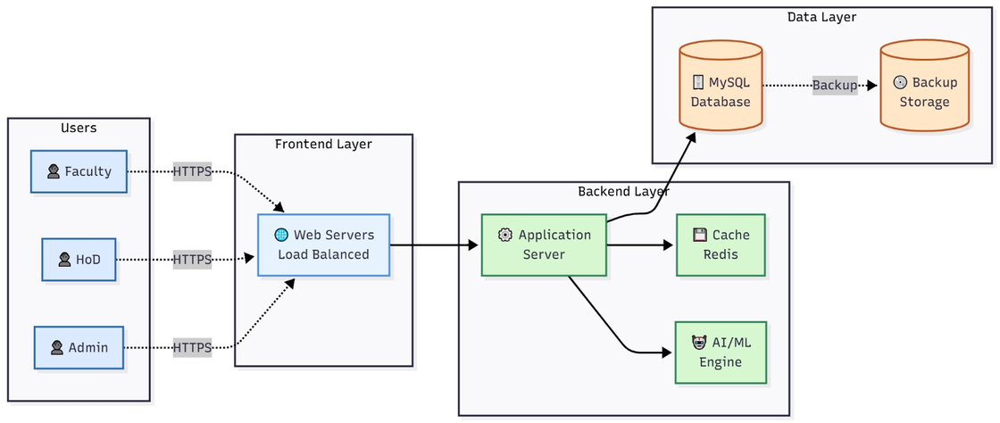 Data Layer
MySQL
Database
Backup
Backup
Storage
Users
Faculty
HTTPS
HoD
HTTPS
Admin
HTTPS
Frontend Layer
Web Servers
Load Balanced
Backend Layer
Application
Server
Cache
Redis
AI/ML
Engine